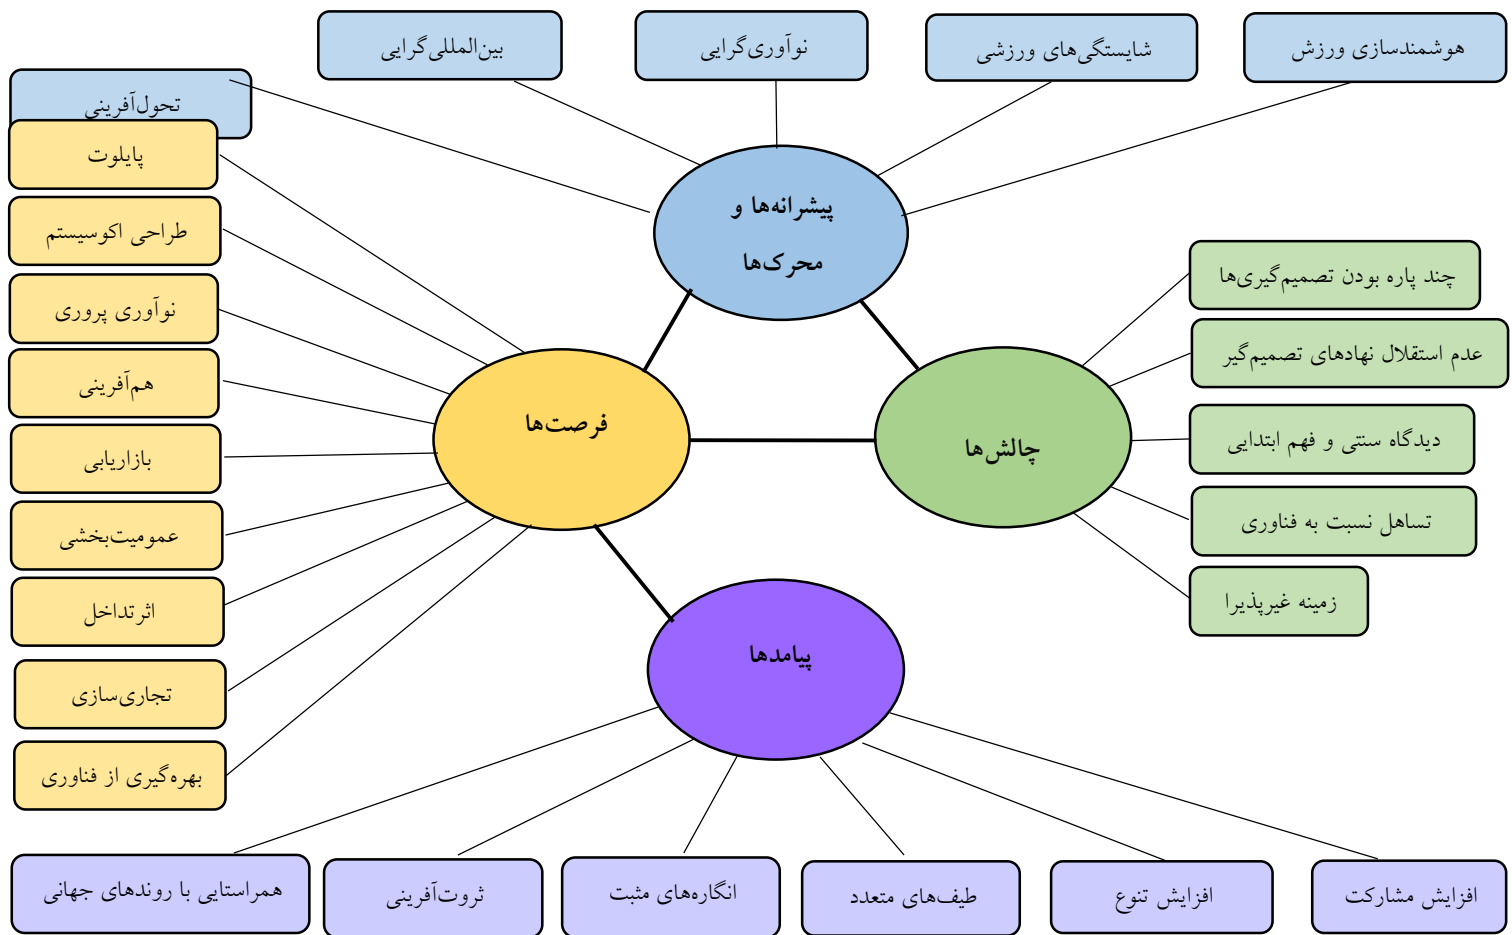 هوشمندسازی ورزش
شایستگی‌های ورزشی
نوآوری‌گرایی
بین‌المللی‌گرایی
تحول‌آفرینی
پیشرانه‌ها و
محرک‌ها
چند پاره بودن تصمیم‌گیری‌ها
عدم استقلال نهادهای تصمیم‌گیر
دیدگاه سنتی و فهم ابتدایی
تساهل نسبت به فناوری
زمینه غیرپذیرا
چالش‌ها
فرصت‌ها
پایلوت
طراحی اکوسیستم
نوآوری پروری
هم‌آفرینی
بازاریابی
عمومیت‌بخشی
اثرتداخل
تجاری‌سازی
بهره‌گیری از فناوری
پیامدها
افزایش مشارکت
افزایش تنوع
طیف‌های متعدد
انگاره‌های مثبت
ثروت‌آفرینی
همراستایی با روندهای جهانی